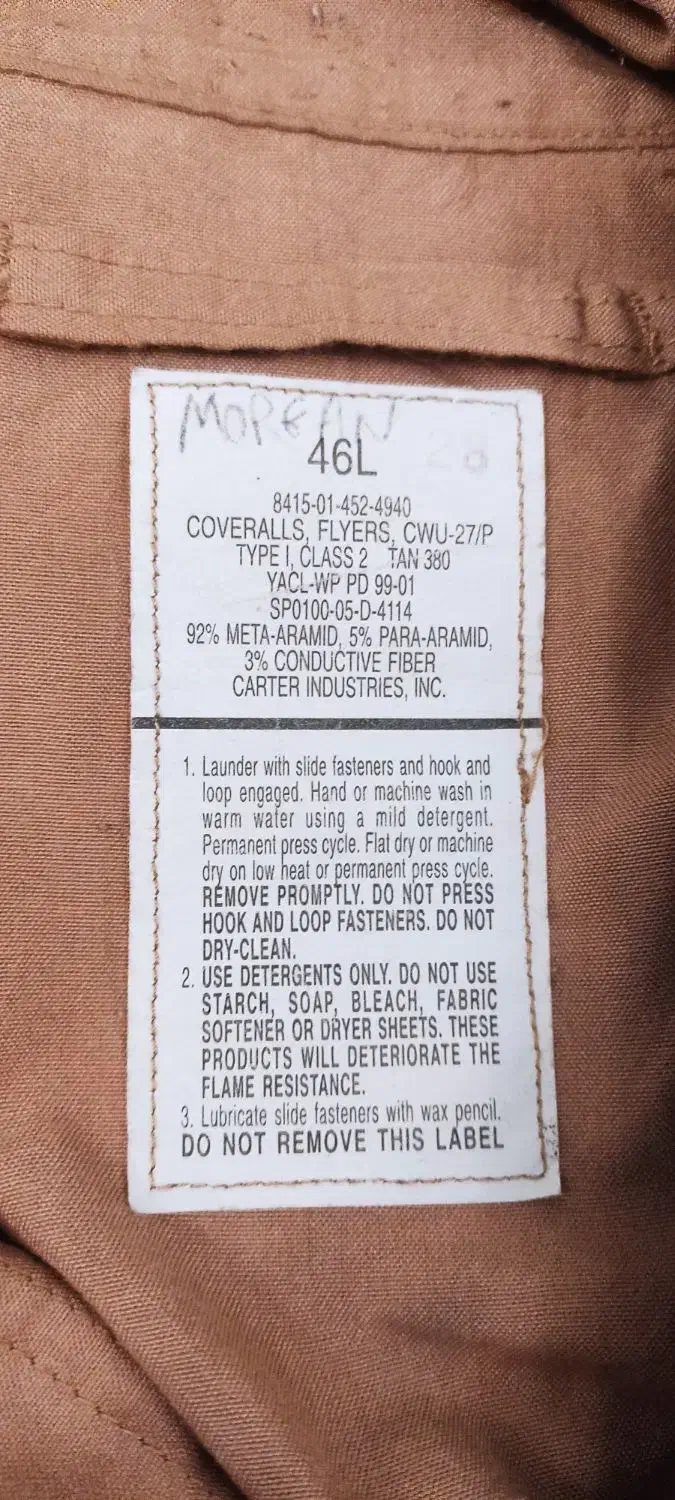 46L
8415-01-452-4940
COVERALLS, FLYERS, CWU-27/P
TYPE I, CLASS 2 TAN 380
YACL-WP PD 99-01
SP0100-05-D-4114
92% META-ARAMID, 5% PARA-ARAMID,
3% CONDUCTIVE FIBER
CARTER INDUSTRIES, INC.
1. Launder with slide fasteners and hook and
loop engaged. Hand or machine wash in
warm water using a mild detergent.
Permanent press cycle. Flat dry or machine
dry on low heat or permanent press cycle.
REMOVE PROMPTLY. DO NOT PRESS
HOOK AND LOOP FASTENERS. DO NOT
DRY-CLEAN.
2. USE DETERGENTS ONLY. DO NOT USE
STARCH, SOAP, BLEACH, FABRIC
SOFTENER OR DRYER SHEETS. THESE
PRODUCTS WILL DETERIORATE THE
FLAME RESISTANCE.
3. Lubricate slide fasteners with wax pencil.
DO NOT REMOVE THIS LABEL